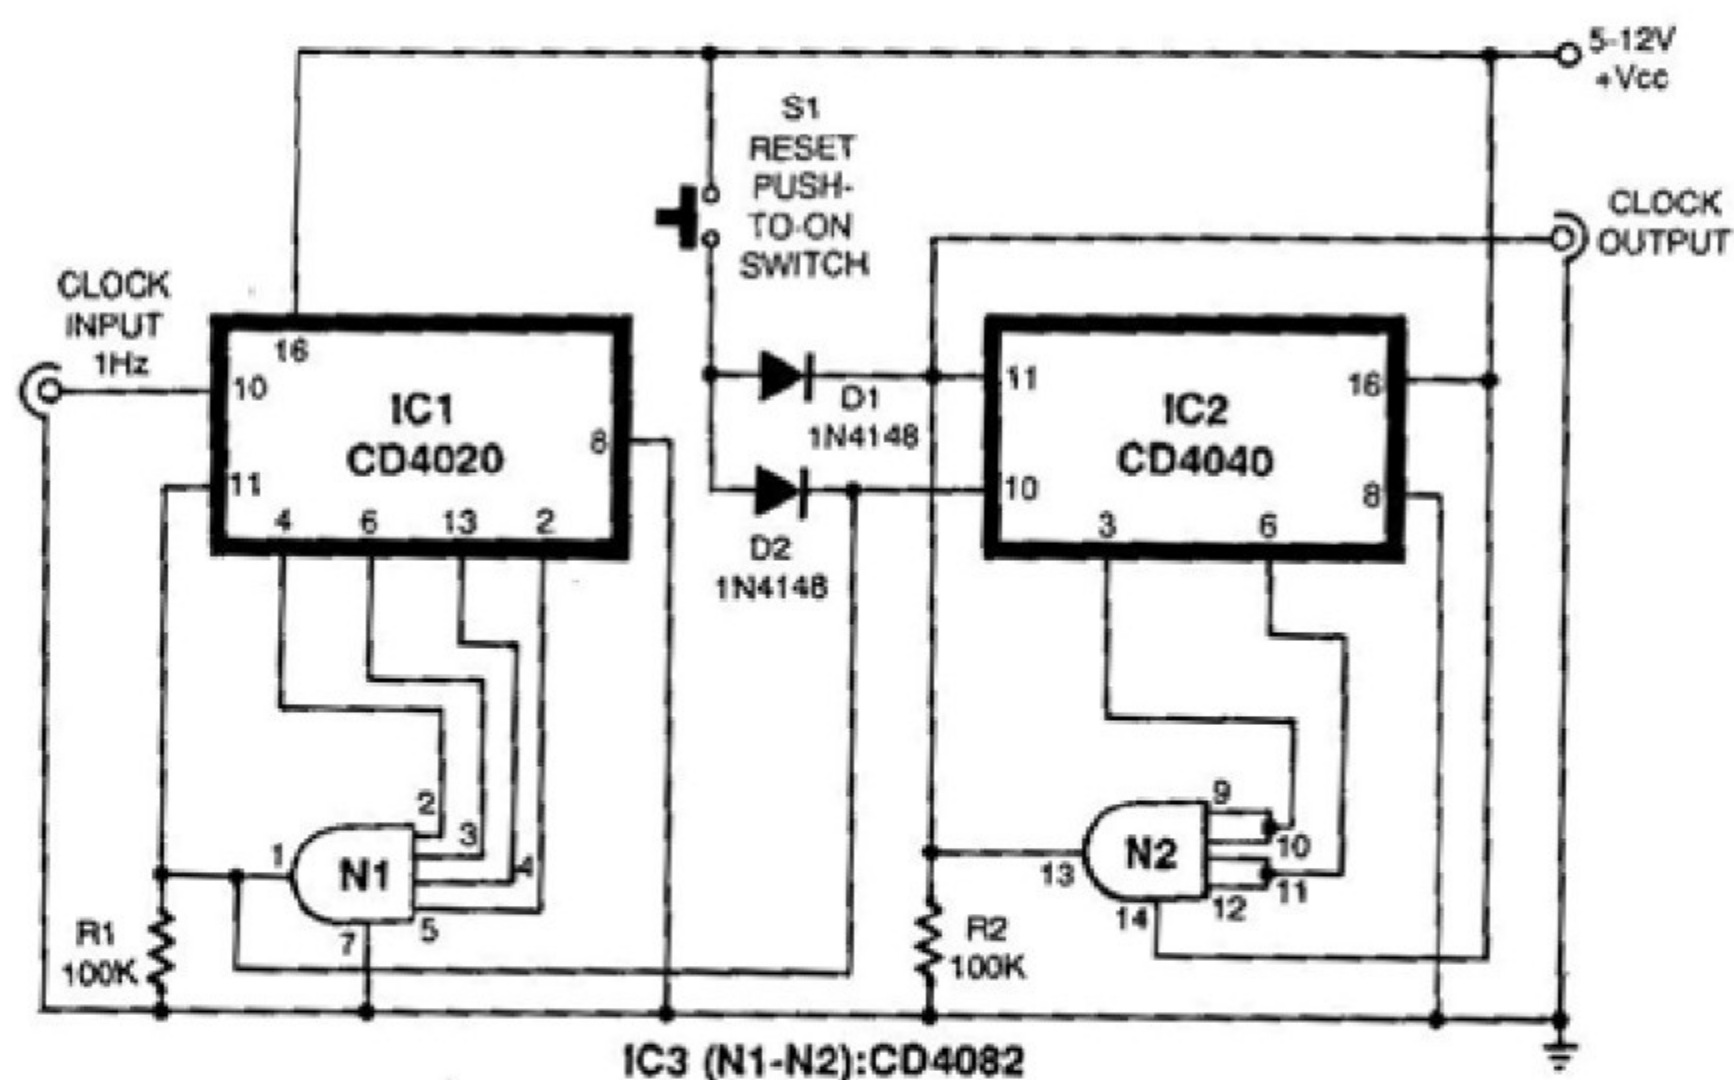 5-12V
+Vcc
S1
RESET
PUSH-
TO-ON
SWITCH
CLOCK
OUTPUT
CLOCK
INPUT
1Hz
16
10
IC1
CD4020
8
11
4 6 13 2
D1
1N4148
D2
1N4148
11
16
IC2
CD4040
10
8
3 6
2
3
4
5
1
N1
7
R1
100K
9
10
11
12
13
N2
14
R2
100K
IC3 (N1-N2):CD4082